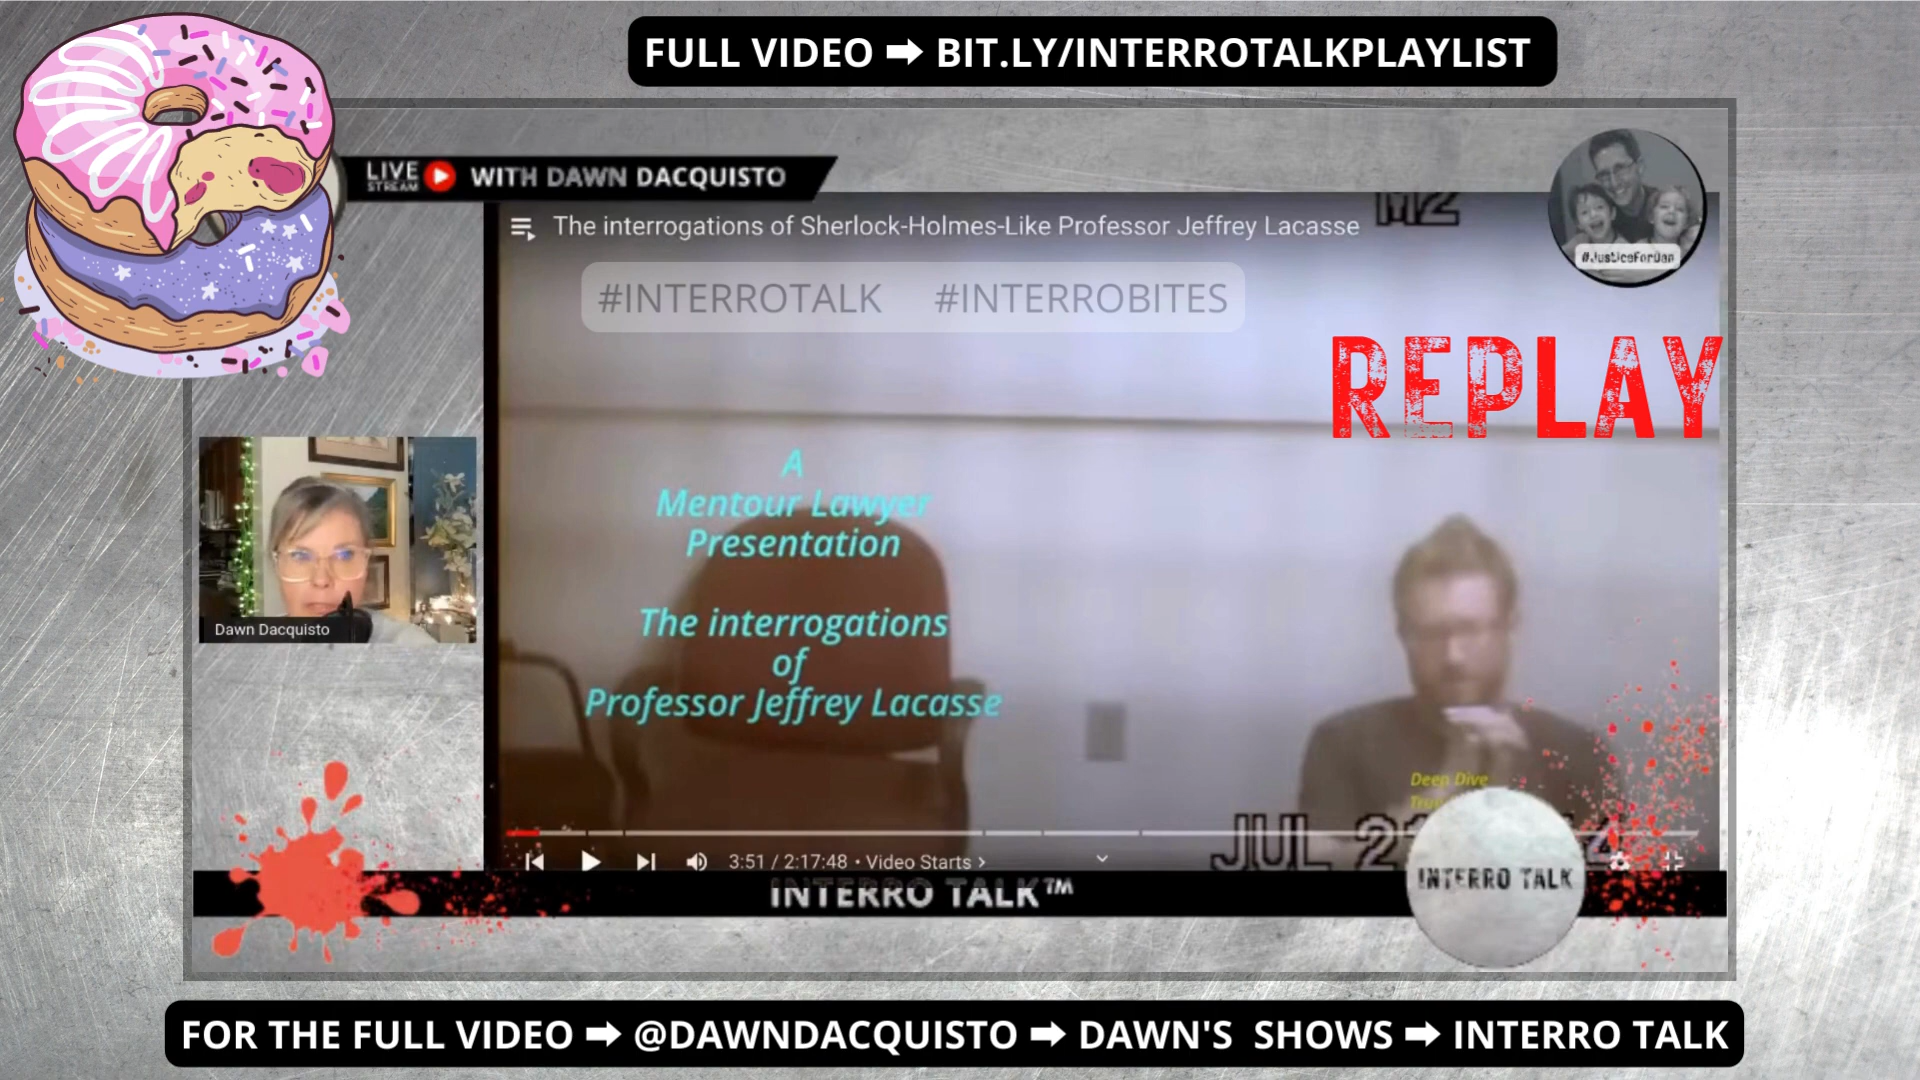 FULL VIDEO ➡ BIT.LY/INTERROTALKPLAYLIST
LIVE STREAM WITH DAWN DACQUISTO
M2
The interrogations of Sherlock-Holmes-Like Professor Jeffrey Lacasse
#JusticeForDan
#INTERROTALK #INTERROBITES
REPLAY
A
Mentour Lawyer
Presentation
The interrogations
of
Professor Jeffrey Lacasse
Dawn Dacquisto
Deep Dive
JUL 2
3:51 / 2:17:48 • Video Starts >
INTERRO TALK™
INTERRO TALK
FOR THE FULL VIDEO ➡ @DAWNDACQUISTO ➡ DAWN'S SHOWS ➡ INTERRO TALK